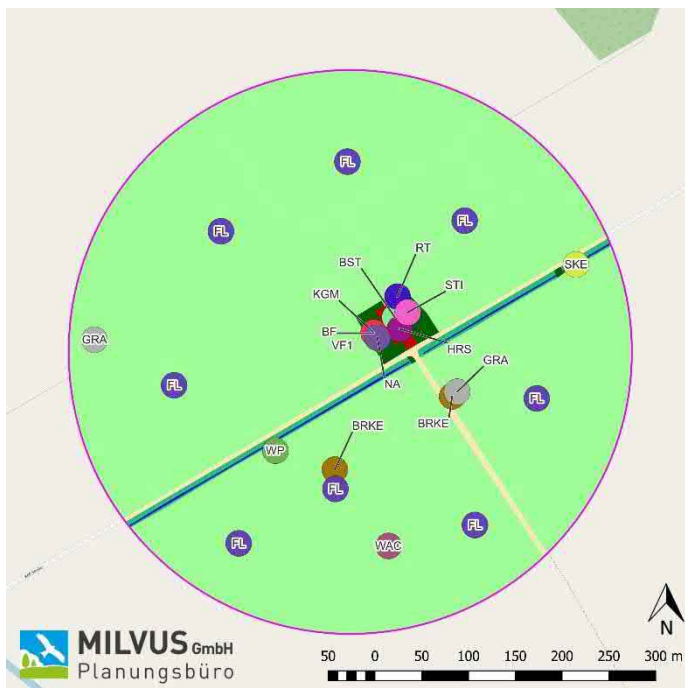 FL
FL
FL
RT
BST
SKE
STI
KGM
BF
VF1
GRA
HRS
NA
GRA
FL
FL
BRKE
BRKE
WP
FL
FL
FL
WAC
N
MILVUS GmbH
Planungsbüro
50 0 50 100 150 200 250 300 m